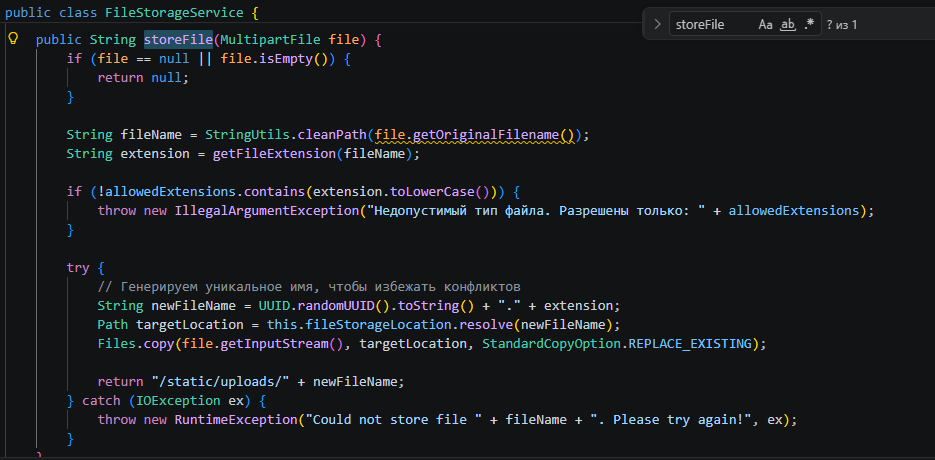 public class FileStorageService {
storeFile Aa ab .* ? из 1
public String storeFile(MultipartFile file) {
if (file == null || file.isEmpty()) {
return null;
}
String fileName = StringUtils.cleanPath(file.getOriginalFilename());
String extension = getFileExtension(fileName);
if (!allowedExtensions.contains(extension.toLowerCase())) {
throw new IllegalArgumentException("Недопустимый тип файла. Разрешены только: " + allowedExtensions);
}
try {
// Генерируем уникальное имя, чтобы избежать конфликтов
String newFileName = UUID.randomUUID().toString() + "." + extension;
Path targetLocation = this.fileStorageLocation.resolve(newFileName);
Files.copy(file.getInputStream(), targetLocation, StandardCopyOption.REPLACE_EXISTING);
return "/static/uploads/" + newFileName;
} catch (IOException ex) {
throw new RuntimeException("Could not store file " + fileName + ". Please try again!", ex);
}
}